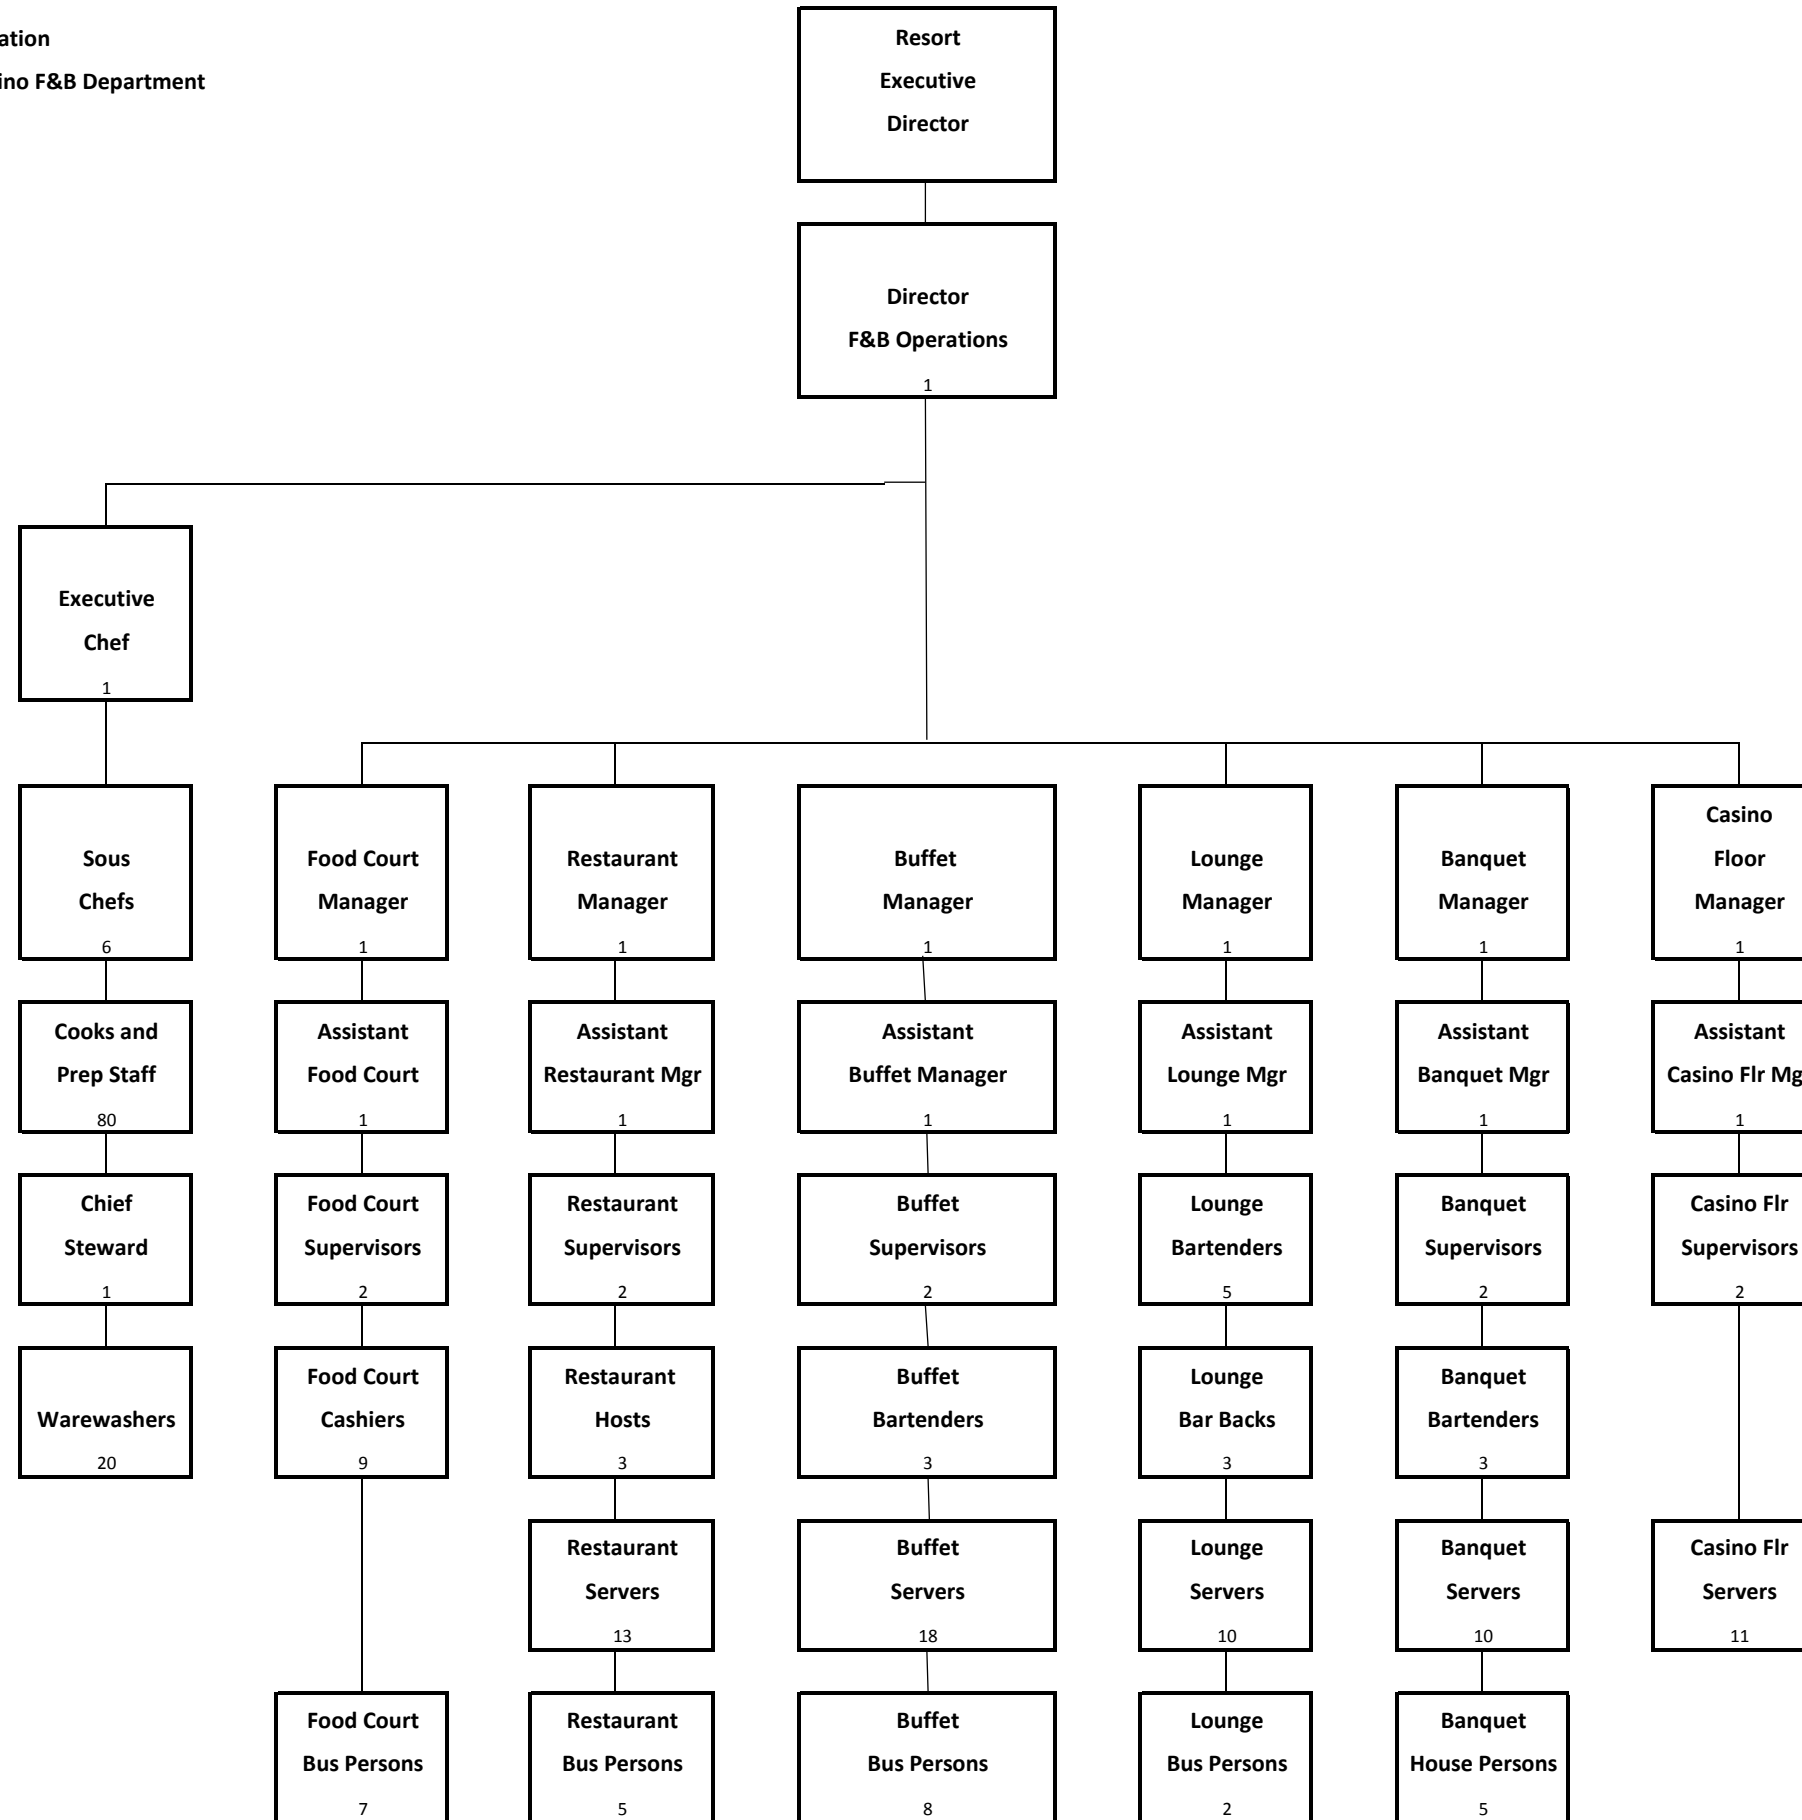 ation
ino F&B Department
Resort
Executive
Director
Director
F&B Operations
1
Executive
Chef
1
Sous
Chefs
6
Food Court
Manager
1
Restaurant
Manager
1
Buffet
Manager
1
Lounge
Manager
1
Banquet
Manager
1
Casino
Floor
Manager
1
Cooks and
Prep Staff
80
Assistant
Food Court
1
Assistant
Restaurant Mgr
1
Assistant
Buffet Manager
1
Assistant
Lounge Mgr
1
Assistant
Banquet Mgr
1
Assistant
Casino Flr Mg
1
Chief
Steward
1
Food Court
Supervisors
2
Restaurant
Supervisors
2
Buffet
Supervisors
2
Lounge
Bartenders
5
Banquet
Supervisors
2
Casino Flr
Supervisors
2
Warewashers
20
Food Court
Cashiers
9
Restaurant
Hosts
3
Buffet
Bartenders
3
Lounge
Bar Backs
3
Banquet
Bartenders
3
Restaurant
Servers
13
Buffet
Servers
18
Lounge
Servers
10
Banquet
Servers
10
Casino Flr
Servers
11
Food Court
Bus Persons
7
Restaurant
Bus Persons
5
Buffet
Bus Persons
8
Lounge
Bus Persons
2
Banquet
House Persons
5